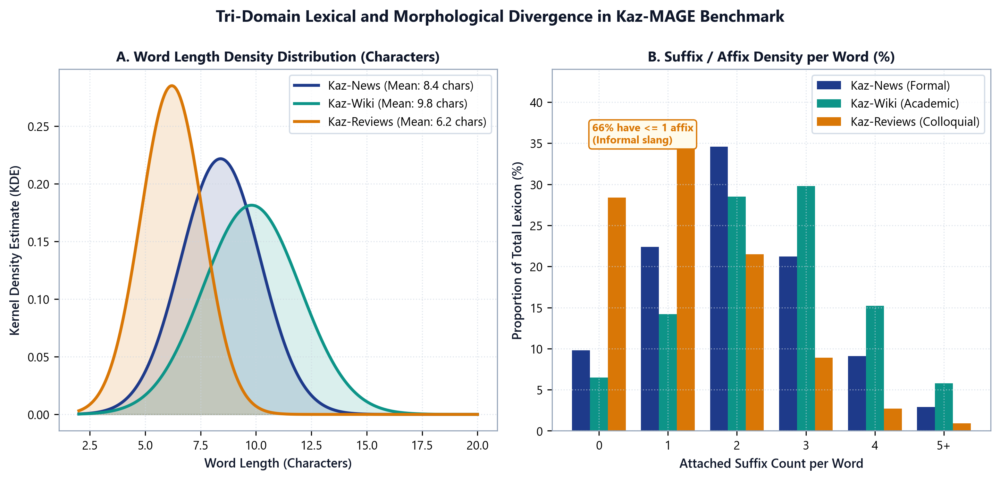 Tri-Domain Lexical and Morphological Divergence in Kaz-MAGE Benchmark
A. Word Length Density Distribution (Characters)
Kaz-News (Mean: 8.4 chars)
Kaz-Wiki (Mean: 9.8 chars)
Kaz-Reviews (Mean: 6.2 chars)
Kernel Density Estimate (KDE)
0.25
0.20
0.15
0.10
0.05
0.00
2.5 5.0 7.5 10.0 12.5 15.0 17.5 20.0
Word Length (Characters)
B. Suffix / Affix Density per Word (%)
Kaz-News (Formal)
Kaz-Wiki (Academic)
Kaz-Reviews (Colloquial)
66% have <= 1 affix
(Informal slang)
Proportion of Total Lexicon (%)
40
35
30
25
20
15
10
5
0
0 1 2 3 4 5+
Attached Suffix Count per Word